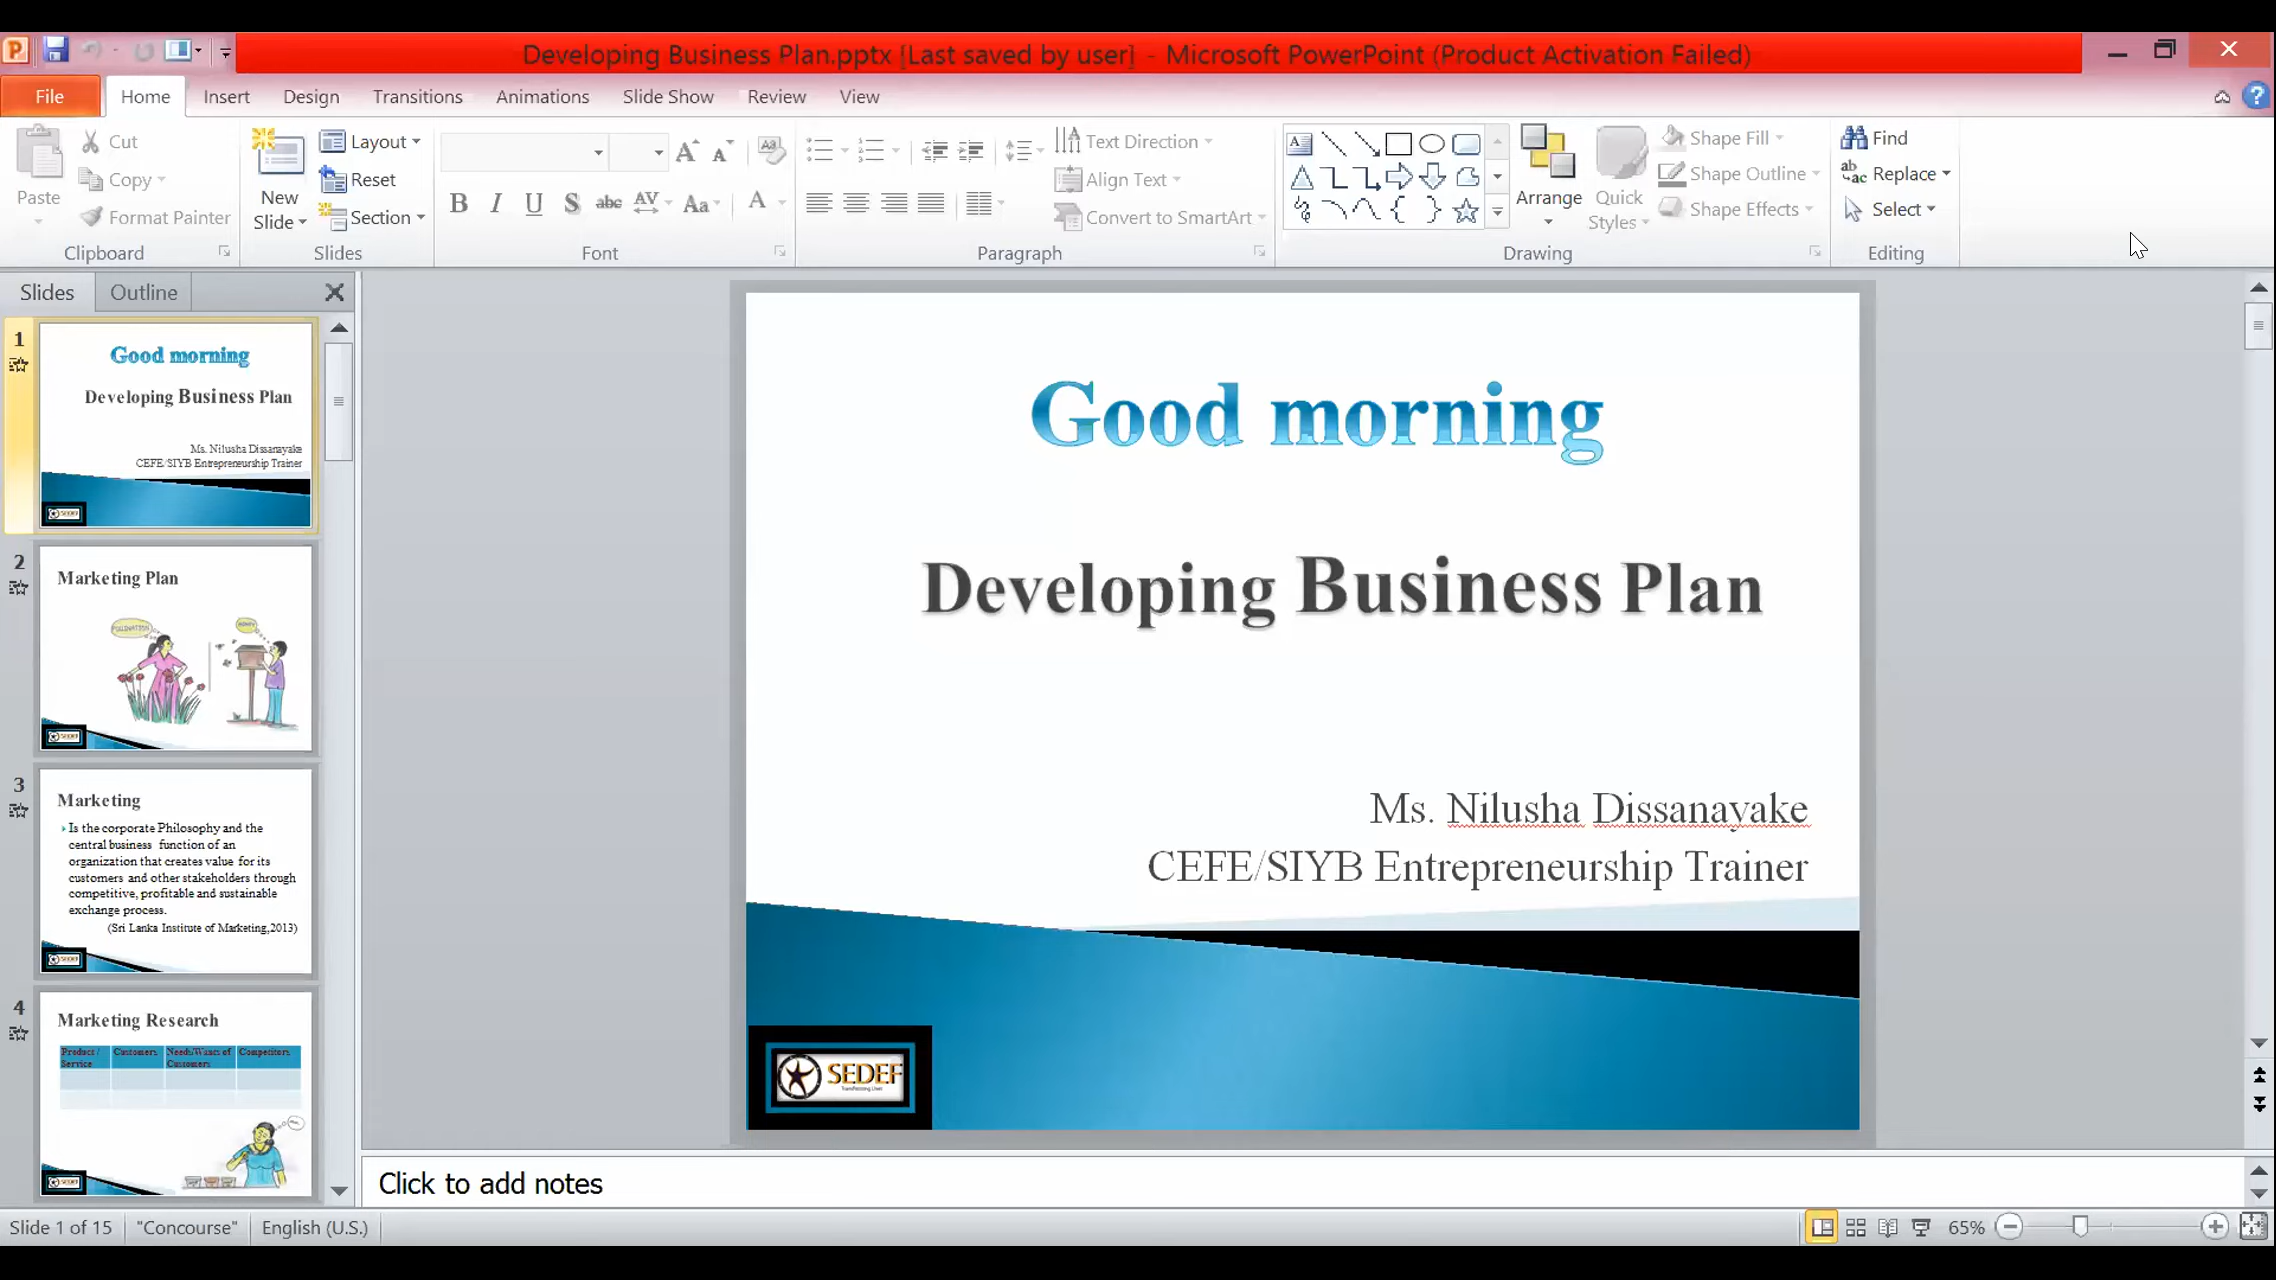 Developing Business Plan.pptx [Last saved by user] - Microsoft PowerPoint (Product Activation Failed)
File Home Insert Design Transitions Animations Slide Show Review View
Paste
Cut
Copy
Format Painter
Clipboard
New Slide
Layout
Reset
Section
Slides
Font
Text Direction
Align Text
Convert to SmartArt
Paragraph
Arrange
Quick Styles
Shape Fill
Shape Outline
Shape Effects
Drawing
Find
Replace
Select
Editing
Slides Outline
1
Good morning
Developing Business Plan
Ms. Nilusha Dissanayake
CEFE/SIYB Entrepreneurship Trainer
2
Marketing Plan
3
Marketing
Is the corporate Philosophy and the
central business function of an
organization that creates value for its
customers and other stakeholders through
competitive, profitable and sustainable
exchange process.
(Sri Lanka Institute of Marketing,2013)
4
Marketing Research
Product / Customers Needs/Wants of Competitors
Service Customers
Good morning
Developing Business Plan
Ms. Nilusha Dissanayake
CEFE/SIYB Entrepreneurship Trainer
SEDEF
Click to add notes
Slide 1 of 15 "Concourse" English (U.S.) 65%